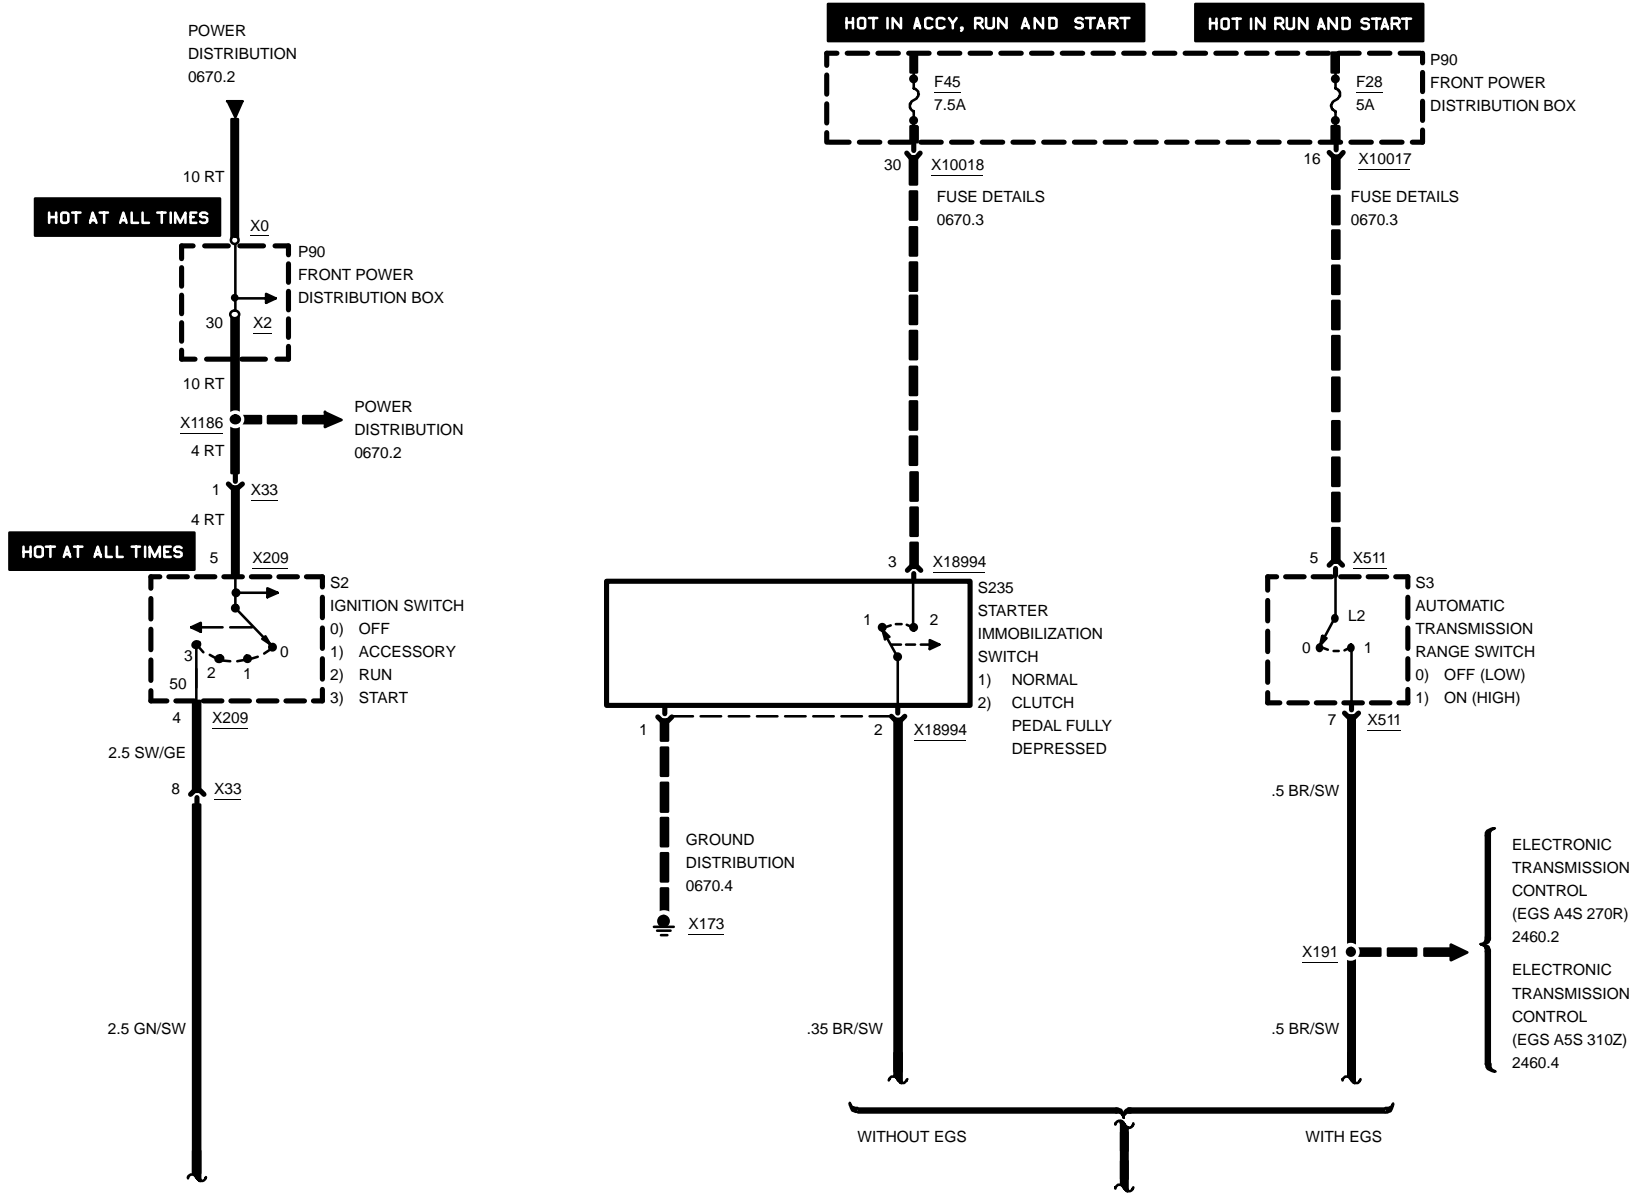 POWER
DISTRIBUTION
0670.2
10 RT
HOT AT ALL TIMES
X0
P90
FRONT POWER
DISTRIBUTION BOX
30
X2
10 RT
X1186
POWER
DISTRIBUTION
0670.2
4 RT
1
X33
4 RT
HOT AT ALL TIMES
5
X209
S2
IGNITION SWITCH
0) OFF
1) ACCESSORY
2) RUN
3) START
3
2
1
0
50
4
X209
2.5 SW/GE
8
X33
2.5 GN/SW
HOT IN ACCY, RUN AND START
HOT IN RUN AND START
F45
7.5A
F28
5A
P90
FRONT POWER
DISTRIBUTION BOX
30
X10018
FUSE DETAILS
0670.3
16
X10017
FUSE DETAILS
0670.3
3
X18994
1
2
S235
STARTER
IMMOBILIZATION
SWITCH
1) NORMAL
2) CLUTCH
PEDAL FULLY
DEPRESSED
1
2
X18994
GROUND
DISTRIBUTION
0670.4
X173
.35 BR/SW
5
X511
L2
0
1
S3
AUTOMATIC
TRANSMISSION
RANGE SWITCH
0) OFF (LOW)
1) ON (HIGH)
7
X511
.5 BR/SW
X191
ELECTRONIC
TRANSMISSION
CONTROL
(EGS A4S 270R)
2460.2
ELECTRONIC
TRANSMISSION
CONTROL
(EGS A5S 310Z)
2460.4
.5 BR/SW
WITHOUT EGS
WITH EGS